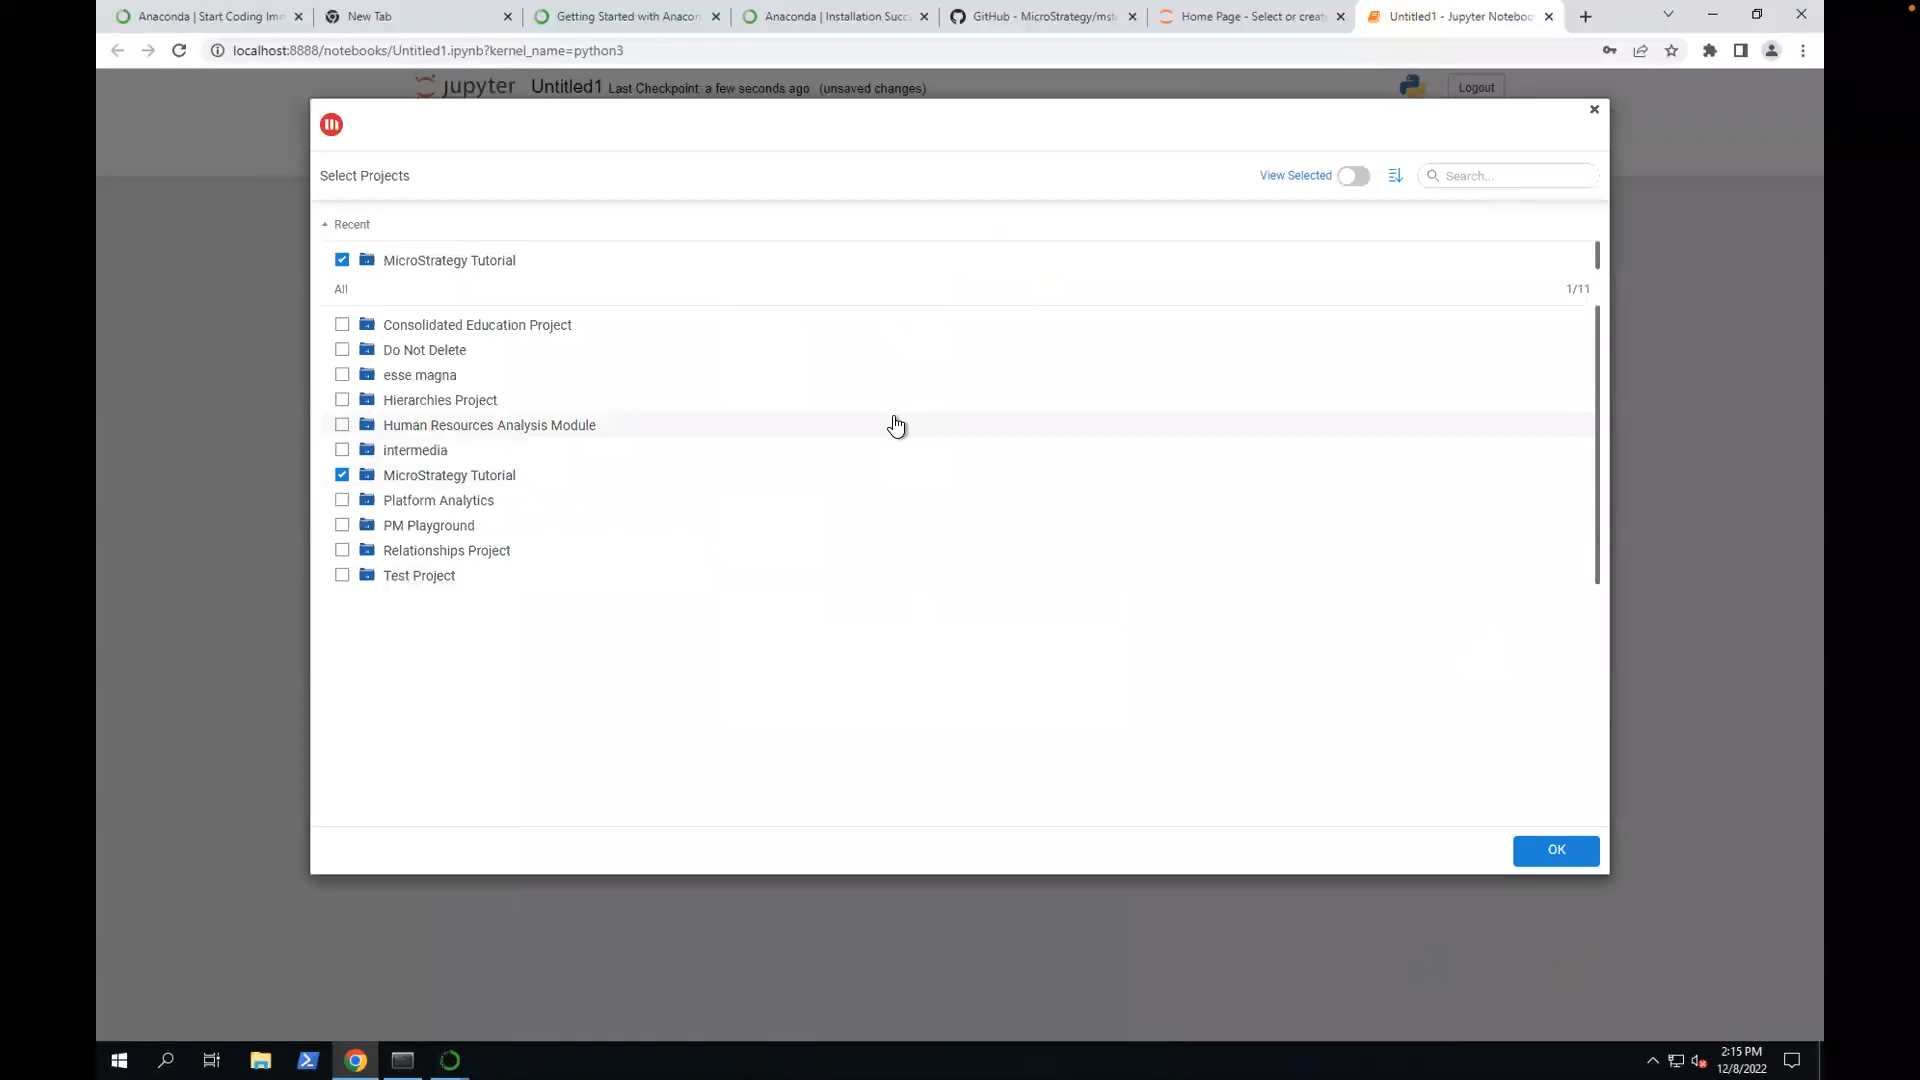 Anaconda | Start Coding Imm
New Tab
Getting Started with Anacon
Anaconda | Installation Succ
GitHub - MicroStrategy/mst
Home Page - Select or create
Untitled1 - Jupyter Noteboo
localhost:8888/notebooks/Untitled1.ipynb?kernel_name=python3
jupyter Untitled1 Last Checkpoint: a few seconds ago (unsaved changes)
Logout
Select Projects
View Selected
Search...
Recent
MicroStrategy Tutorial
All
1/11
Consolidated Education Project
Do Not Delete
esse magna
Hierarchies Project
Human Resources Analysis Module
intermedia
MicroStrategy Tutorial
Platform Analytics
PM Playground
Relationships Project
Test Project
OK
2:15 PM
12/8/2022